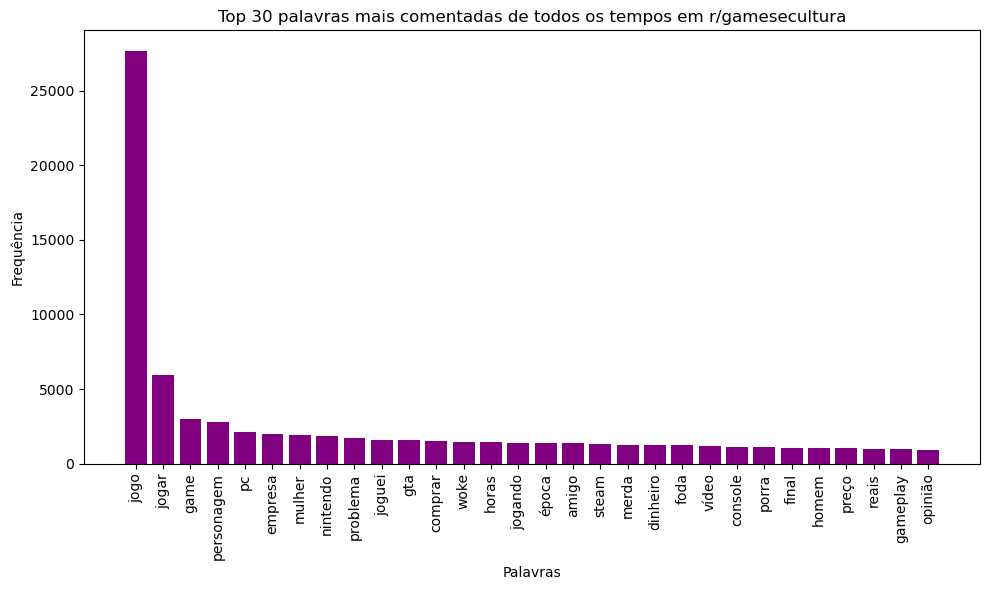 Top 30 palavras mais comentadas de todos os tempos em r/gamesecultura
Frequência
25000
20000
15000
10000
5000
0
jogo
jogar
game
personagem
pc
empresa
mulher
nintendo
problema
joguei
gta
comprar
woke
horas
jogando
época
amigo
steam
merda
dinheiro
foda
vídeo
console
porra
final
homem
preço
reais
gameplay
opinião
Palavras